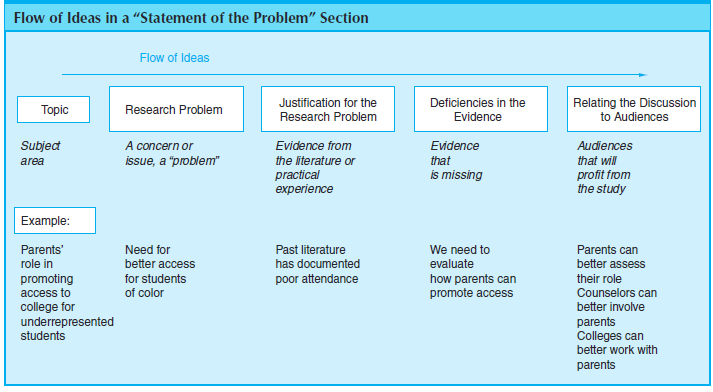 Flow of Ideas in a “Statement of the Problem” Section
Flow of Ideas
Topic
Research Problem
Justification for the
Research Problem
Deficiencies in the
Evidence
Relating the Discussion
to Audiences
Subject
area
A concern or
issue, a “problem”
Evidence from
the literature or
practical
experience
Evidence
that
is missing
Audiences
that will
profit from
the study
Example:
Parents’
role in
promoting
access to
college for
underrepresented
students
Need for
better access
for students
of color
Past literature
has documented
poor attendance
We need to
evaluate
how parents can
promote access
Parents can
better assess
their role
Counselors can
better involve
parents
Colleges can
better work with
parents